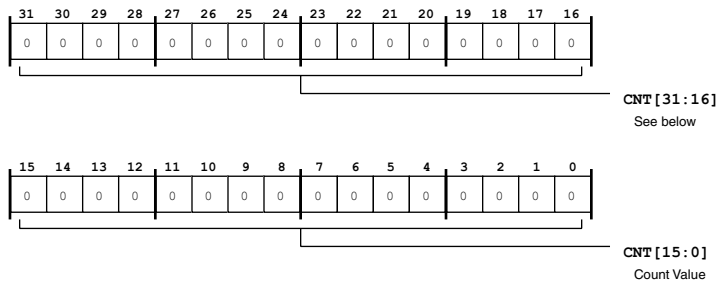 31 30 29 28 27 26 25 24 23 22 21 20 19 18 17 16
0 0 0 0 0 0 0 0 0 0 0 0 0 0 0 0
CNT[31:16]
See below
15 14 13 12 11 10 9 8 7 6 5 4 3 2 1 0
0 0 0 0 0 0 0 0 0 0 0 0 0 0 0 0
CNT[15:0]
Count Value